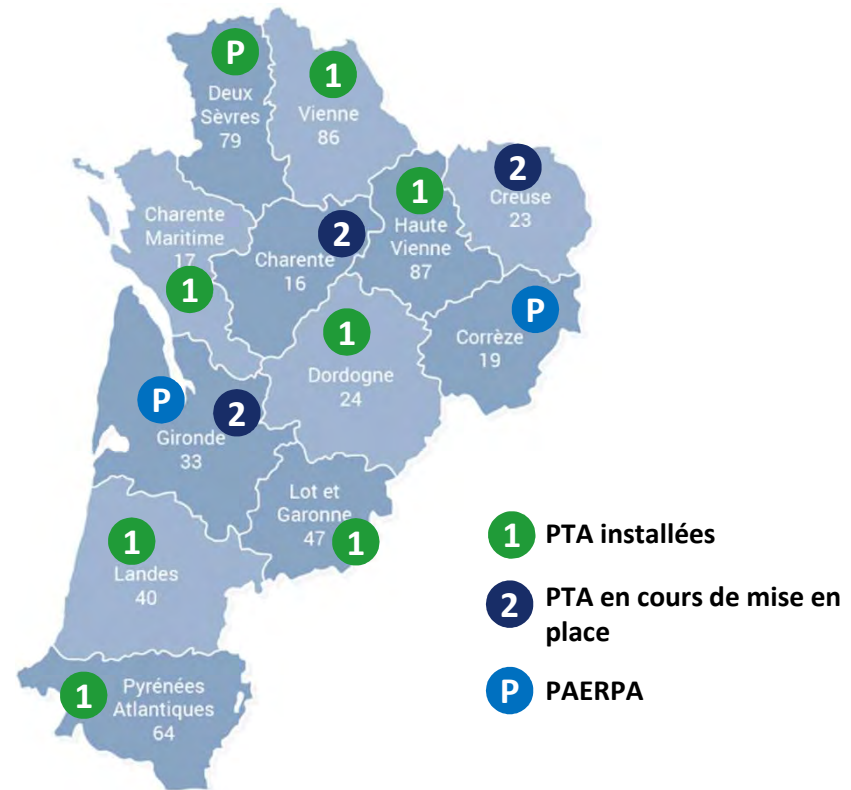 P
Deux
Sèvres
79
1
Vienne
86
2
Creuse
23
1
Haute
Vienne
87
Charente
Maritime
17
1
2
Charente
16
P
Corrèze
19
1
Dordogne
24
P
2
Gironde
33
Lot et
Garonne
47
1
1
Landes
40
1
Pyrénées
Atlantiques
64
1 PTA installées
2 PTA en cours de mise en
place
P PAERPA